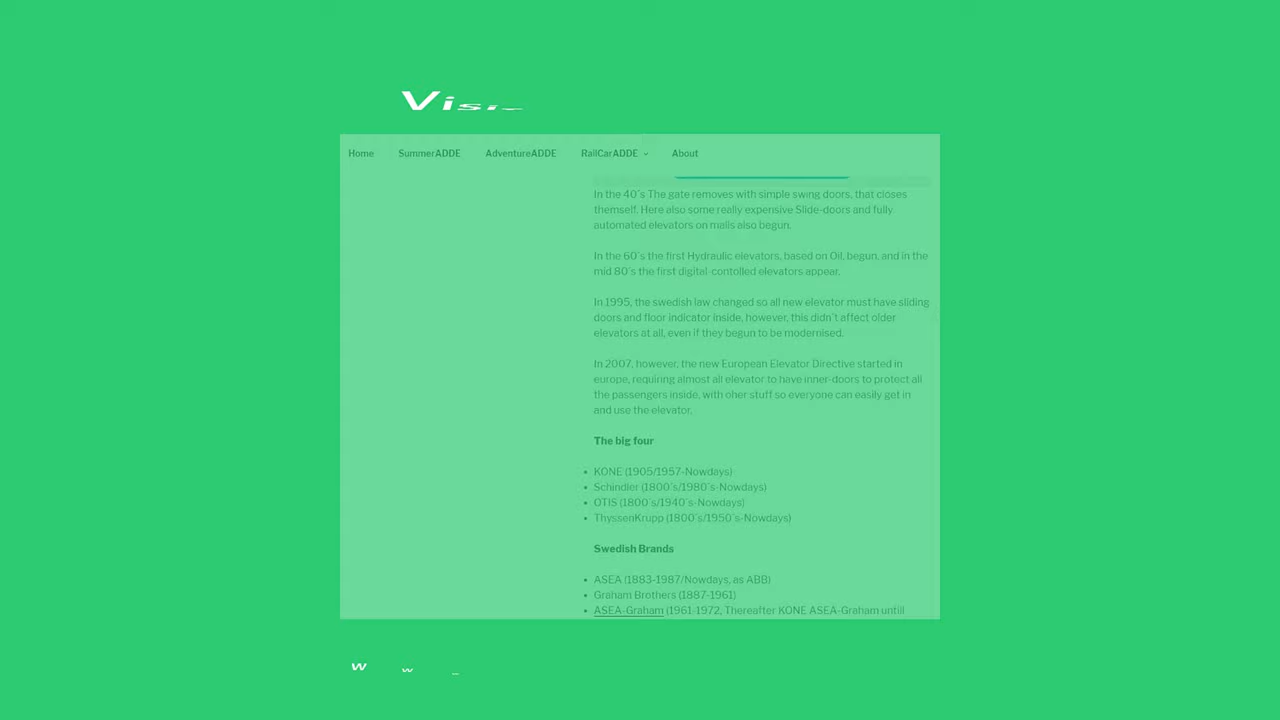 Visi
Home SummerADDE AdventureADDE RailCarADDE About
In the 40´s The gate removes with simple swing doors, that closes
themself. Here also some really expensive Slide-doors and fully
automated elevators on malls also begun.
In the 60´s the first Hydraulic elevators, based on Oil, begun, and in the
mid 80´s the first digital-contolled elevators appear,
In 1995, the swedish law changed so all new elevator must have sliding
doors and floor indicator inside, however, this didn´t affect older
elevators at all, even if they begun to be modernised.
In 2007, however, the new European Elevator Directive started in
europe, requiring almost all elevator to have inner-doors to protect all
the passengers inside, with oher stuff so everyone can easily get in
and use the elevator.
The big four
• KONE (1905/1957-Nowdays)
• Schindler (1800´s/1980´s-Nowdays)
• OTIS (1800´s/1940´s-Nowdays)
• ThyssenKrupp (1800´s/1950´s-Nowdays)
Swedish Brands
• ASEA (1883-1987/Nowdays, as ABB)
• Graham Brothers (1887-1961)
• ASEA-Graham (1961-1972, Thereafter KONE ASEA-Graham untill
w w